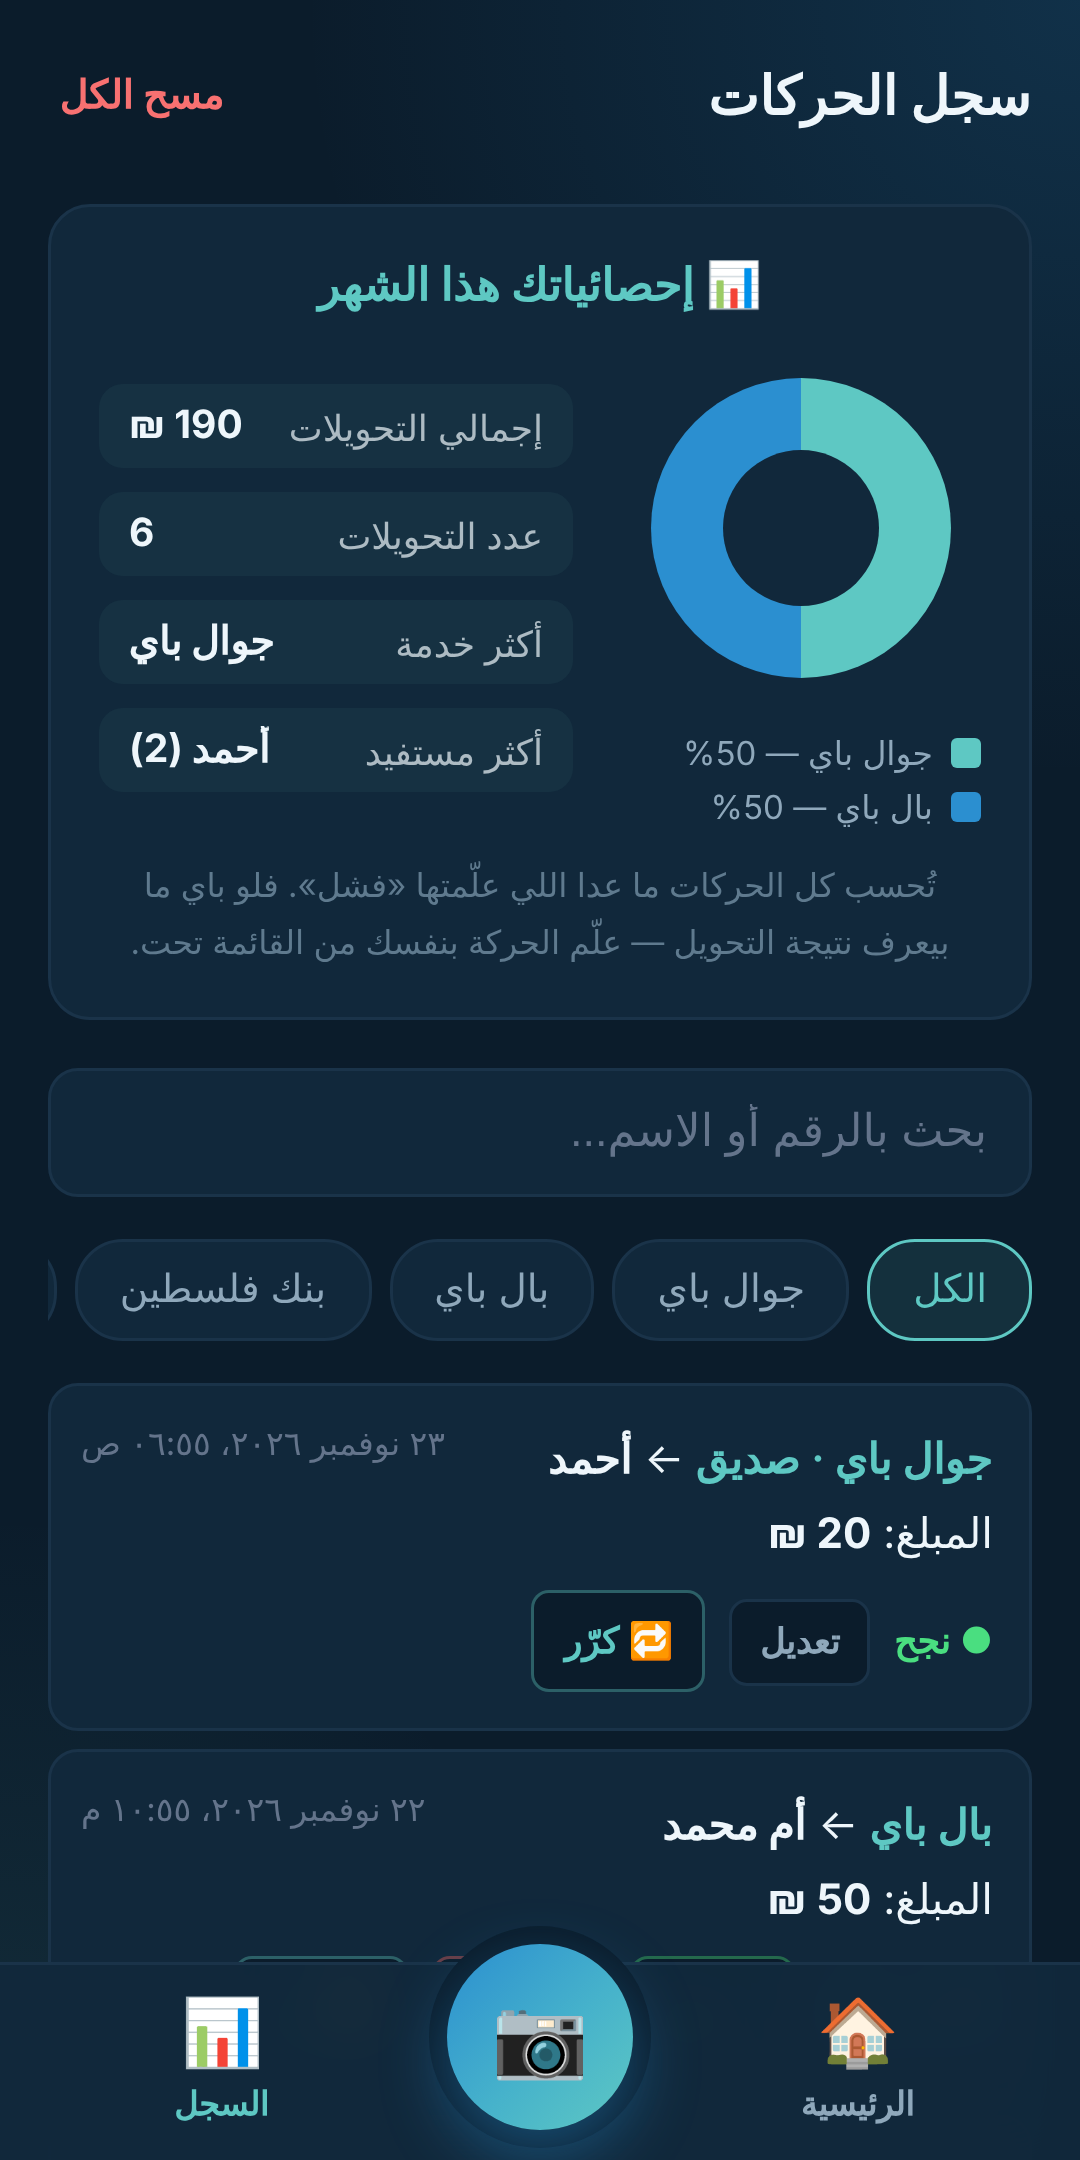 سجل الحركات
مسح الكل
📊 إحصائياتك هذا الشهر
جوال باي — 50%
بال باي — 50%
إجمالي التحويلات 190 ₪
عدد التحويلات 6
أكثر خدمة جوال باي
أكثر مستفيد أحمد (2)
تُحسب كل الحركات ما عدا اللي علّمتها «فشل». فلو باي ما
بيعرف نتيجة التحويل — علّم الحركة بنفسك من القائمة تحت.
بحث بالرقم أو الاسم...
الكل
جوال باي
بال باي
بنك فلسطين
جوال باي · صديق ← أحمد
٢٣ نوفمبر ٢٠٢٦، ٠٦:٥٥ ص
المبلغ: 20 ₪
نجح
تعديل
🔁 كرّر
بال باي ← أم محمد
٢٢ نوفمبر ٢٠٢٦، ١٠:٥٥ م
المبلغ: 50 ₪
الرئيسية
السجل